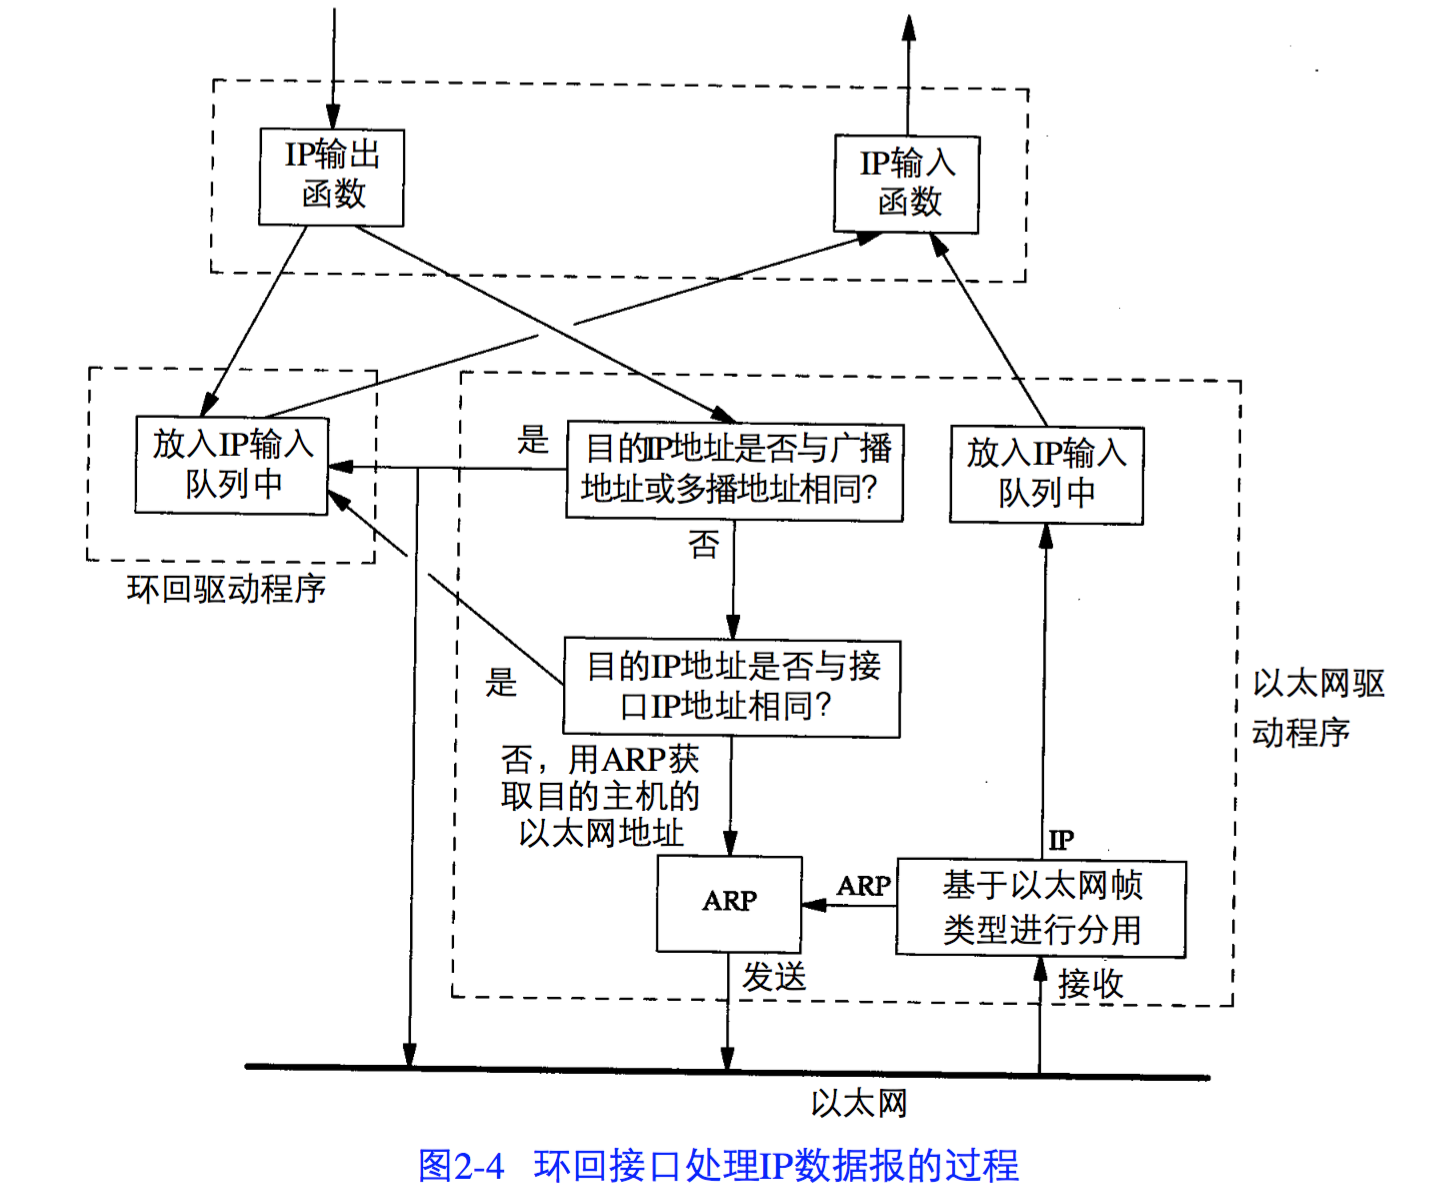 IP输出
函数
IP输入
函数
放入IP输入
队列中
是
目的IP地址是否与广播
地址或多播地址相同?
放入IP输入
队列中
否
环回驱动程序
目的IP地址是否与接
口IP地址相同?
是
以太网驱
动程序
否，用ARP获
取目的主机的
以太网地址
IP
ARP
ARP
基于以太网帧
类型进行分用
发送
接收
以太网
图2-4 环回接口处理IP数据报的过程